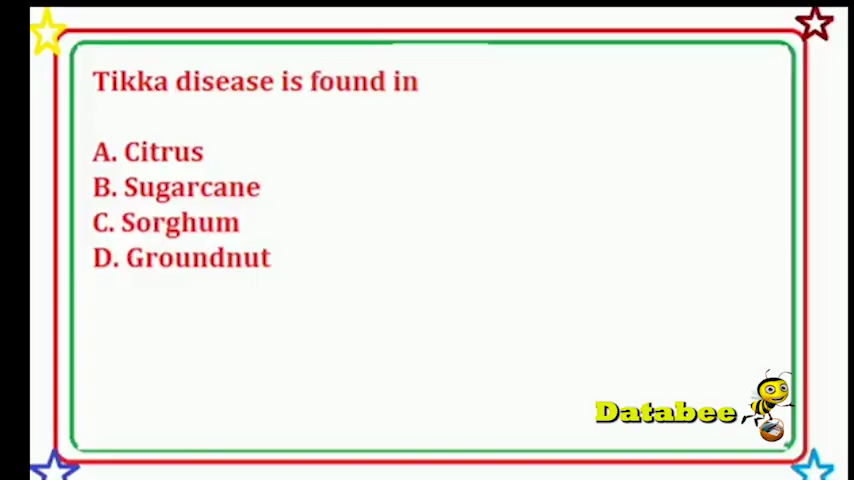 Tikka disease is found in
A. Citrus
B. Sugarcane
C. Sorghum
D. Groundnut
Databee